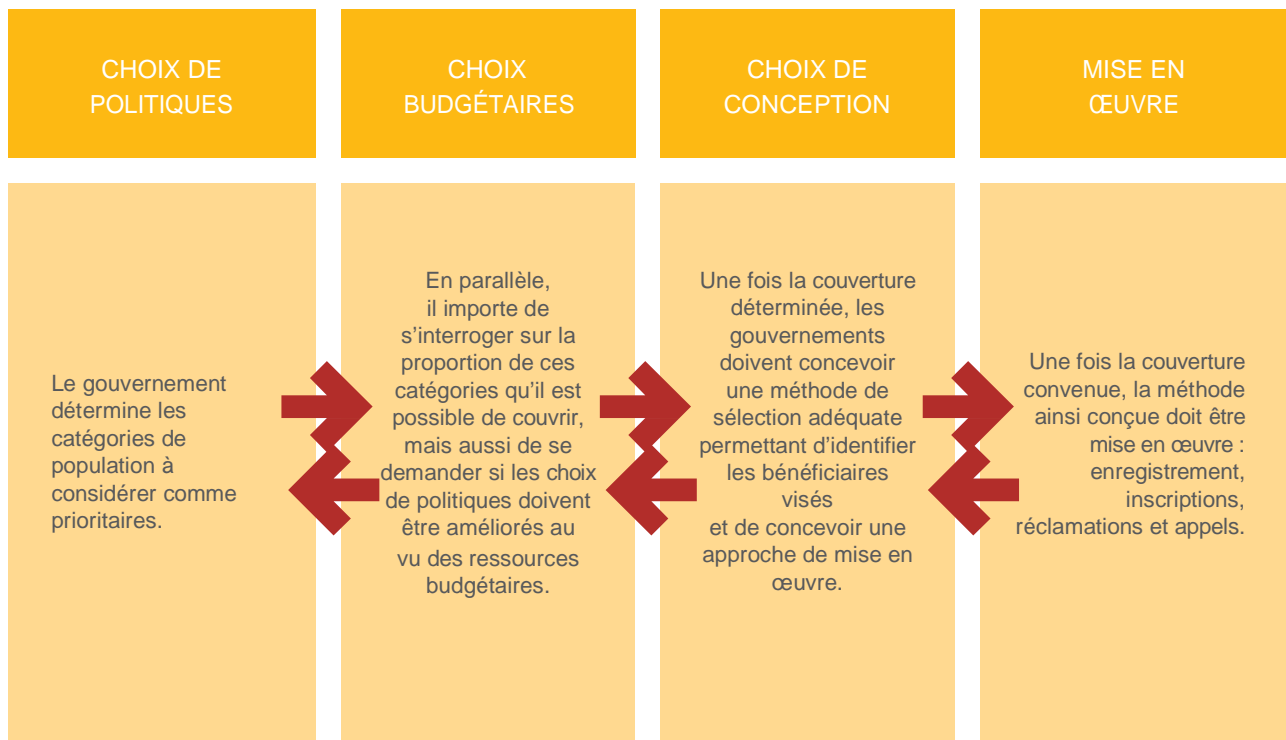 CHOIX DE
POLITIQUES
CHOIX
BUDGÉTAIRES
CHOIX DE
CONCEPTION
MISE EN
ŒUVRE
Le gouvernement
détermine les
catégories de
population à
considérer comme
prioritaires.
En parallèle,
il importe de
s’interroger sur la
proportion de ces
catégories qu’il est
possible de couvrir,
mais aussi de se
demander si les choix
de politiques doivent
être améliorés au
vu des ressources
budgétaires.
Une fois la couverture
déterminée, les
gouvernements
doivent concevoir
une méthode de
sélection adéquate
permettant d’identifier
les bénéficiaires
visés
et de concevoir une
approche de mise en
œuvre.
Une fois la couverture
convenue, la méthode
ainsi conçue doit être
mise en œuvre :
enregistrement,
inscriptions,
réclamations et appels.